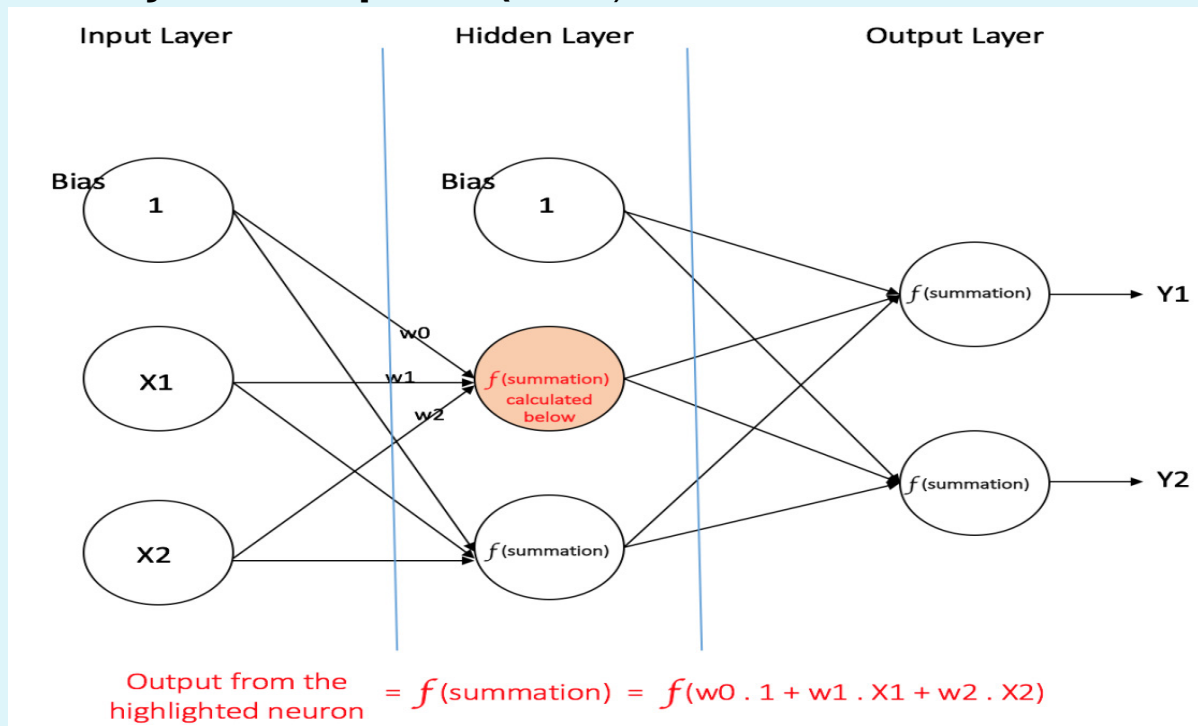 Input Layer Hidden Layer Output Layer
Bias 1 Bias 1
f(summation) Y1
w0
X1 w1 f(summation)
calculated
below
w2
f(summation) Y2
X2 f(summation)
Output from the
highlighted neuron = f(summation) = f(w0 . 1 + w1 . X1 + w2 . X2)